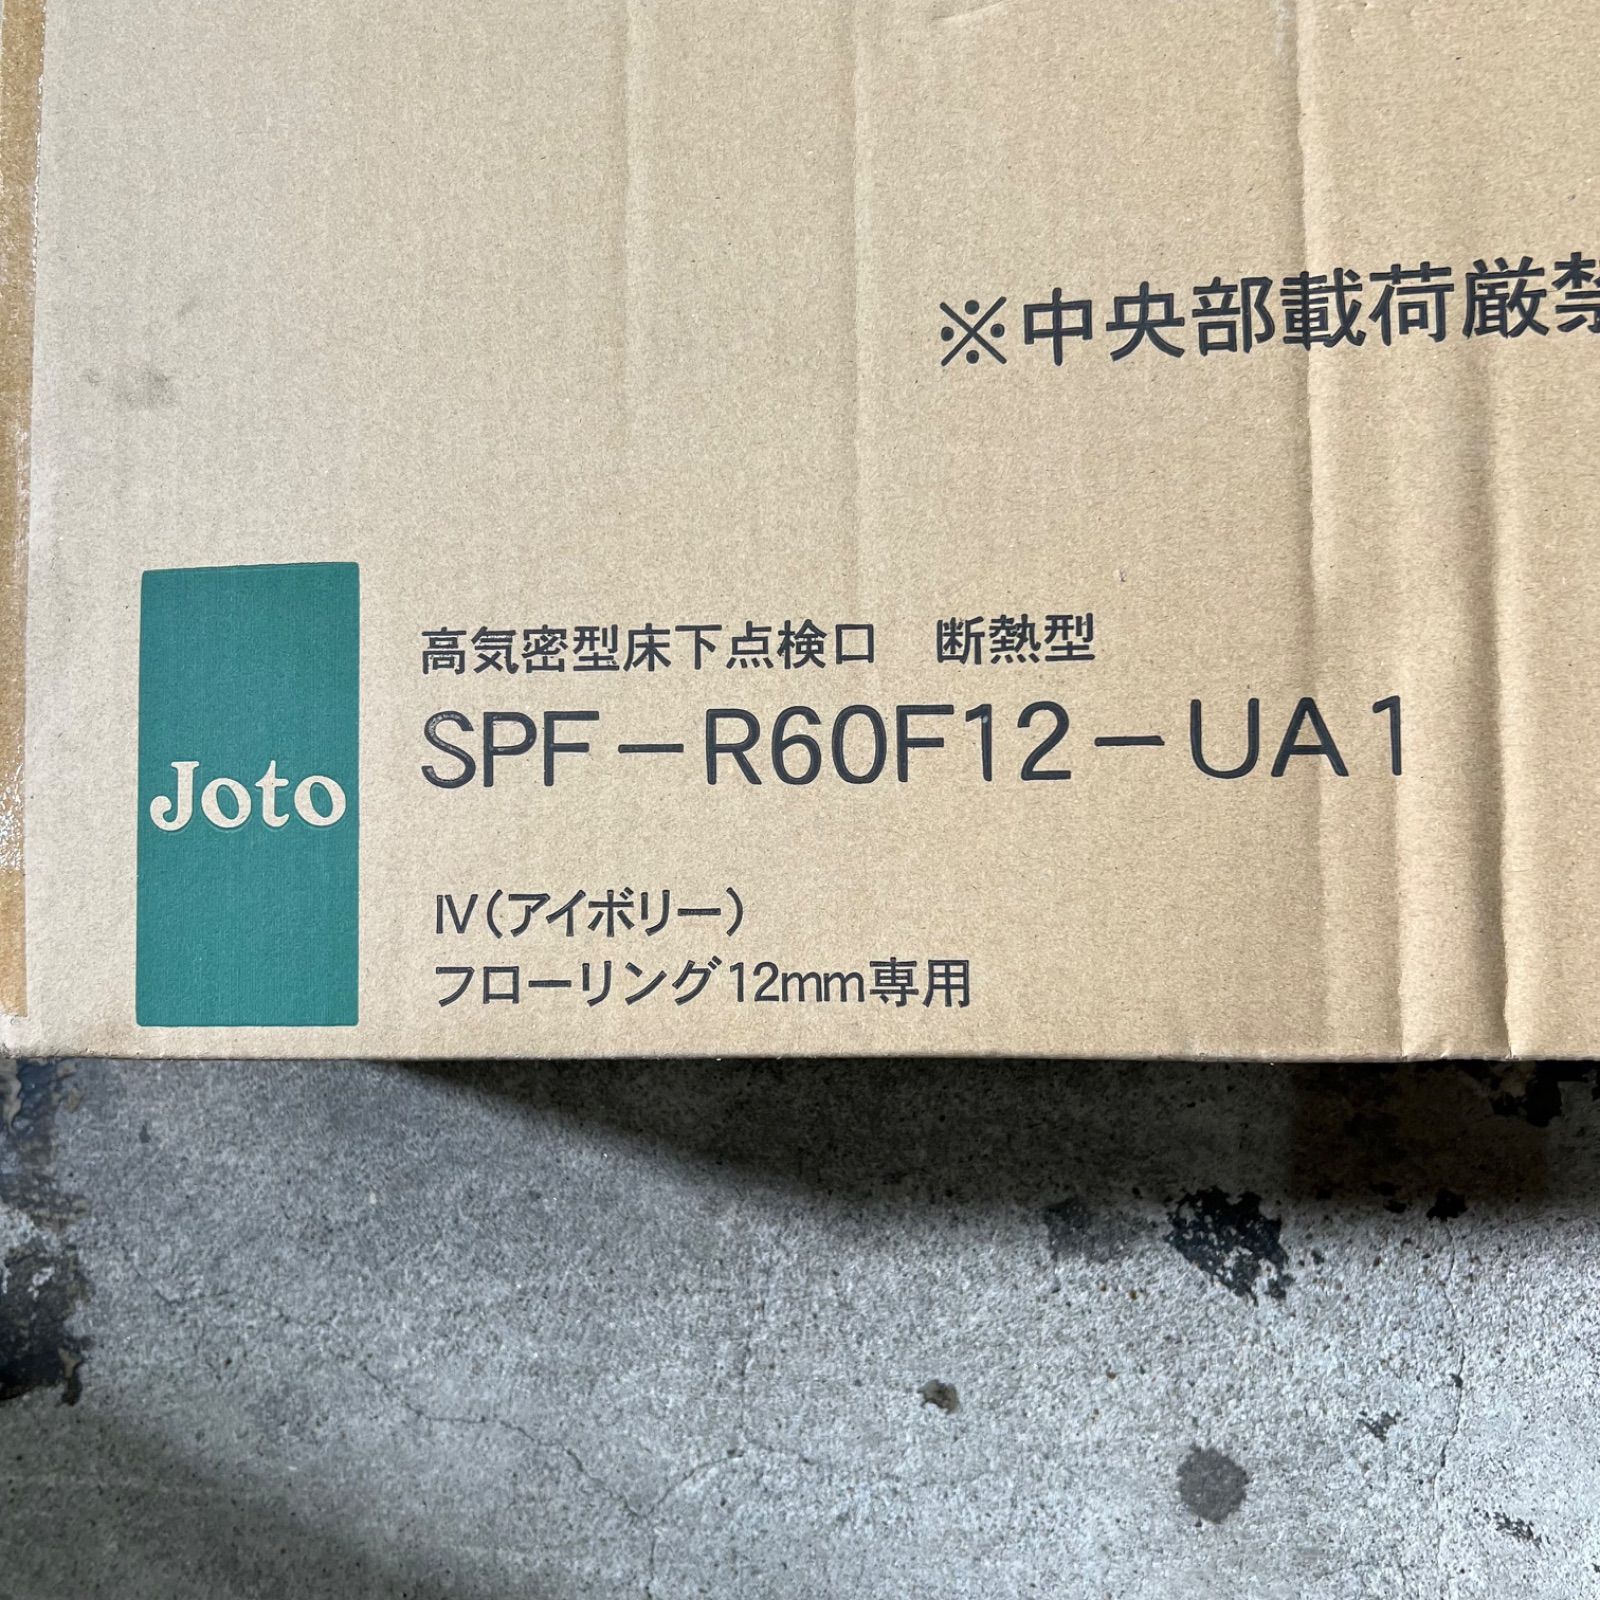 ※中央部載荷厳禁
高気密型床下点検口　断熱型
SPF-R60F12-UA1
Joto
IV(アイボリー)
フローリング12mm専用